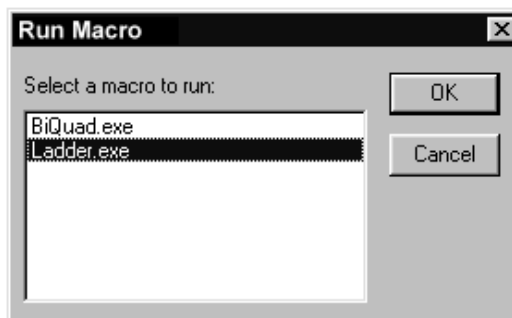 Run Macro
Select a macro to run:
OK
BiQuad.exe
Ladder.exe
Cancel